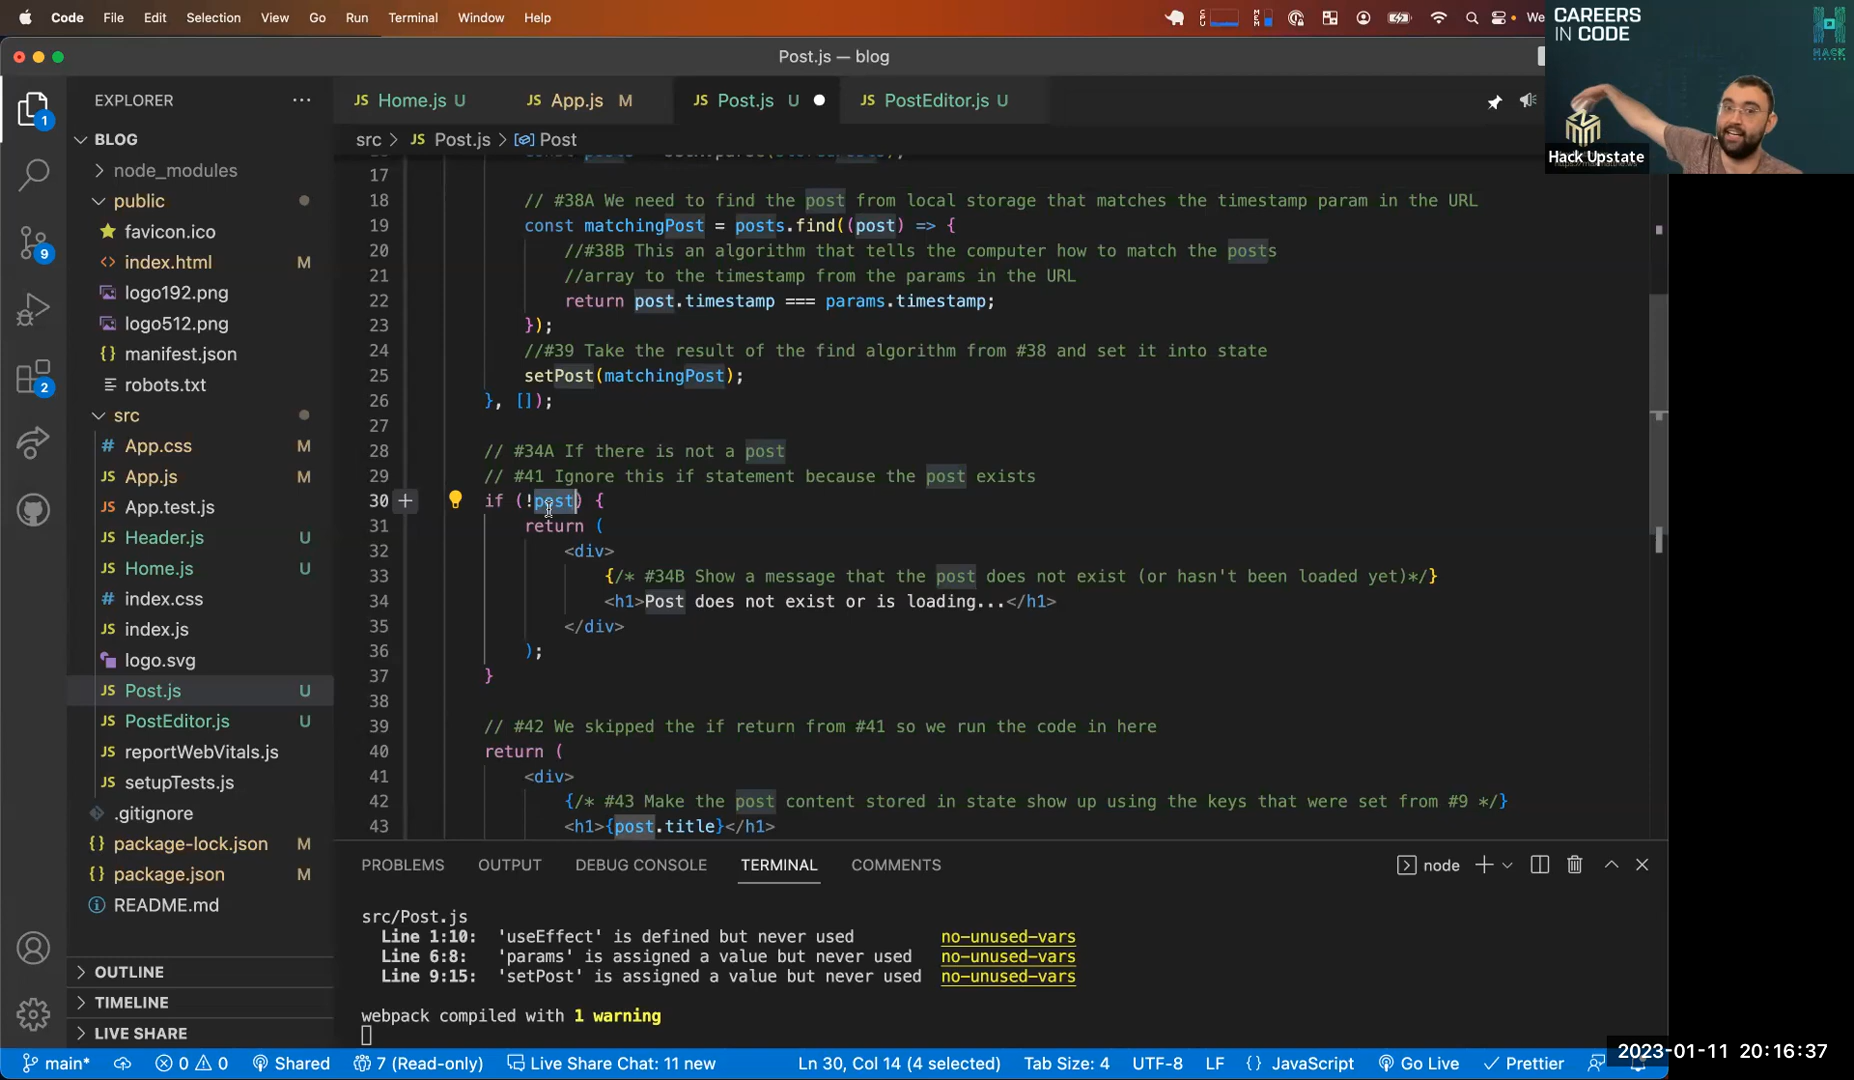 Code File Edit Selection View Go Run Terminal Window Help
CPU MEM We
Post.js — blog
CAREERS
IN CODE
HACK
UPSTATE
Hack Upstate
EXPLORER
JS Home.js U
JS App.js M
JS Post.js U
JS PostEditor.js U
src > JS Post.js > Post
BLOG
node_modules
public
favicon.ico
index.html M
logo192.png
logo512.png
manifest.json
robots.txt
src
App.css M
JS App.js M
JS App.test.js
JS Header.js U
JS Home.js U
index.css
JS index.js
logo.svg
JS Post.js U
JS PostEditor.js U
JS reportWebVitals.js
JS setupTests.js
.gitignore
package-lock.json M
package.json M
README.md
OUTLINE
TIMELINE
LIVE SHARE
1
9
2
17
18 // #38A We need to find the post from local storage that matches the timestamp param in the URL
19 const matchingPost = posts.find((post) => {
20 //#38B This an algorithm that tells the computer how to match the posts
21 //array to the timestamp from the params in the URL
22 return post.timestamp === params.timestamp;
23 });
24 //#39 Take the result of the find algorithm from #38 and set it into state
25 setPost(matchingPost);
26 }, []);
27
28 // #34A If there is not a post
29 // #41 Ignore this if statement because the post exists
30 if (!post) {
31 return (
32 <div>
33 {/* #34B Show a message that the post does not exist (or hasn't been loaded yet)*/}
34 <h1>Post does not exist or is loading...</h1>
35 </div>
36 );
37 }
38
39 // #42 We skipped the if return from #41 so we run the code in here
40 return (
41 <div>
42 {/* #43 Make the post content stored in state show up using the keys that were set from #9 */}
43 <h1>{post.title}</h1>
PROBLEMS OUTPUT DEBUG CONSOLE TERMINAL COMMENTS
node
src/Post.js
Line 1:10: 'useEffect' is defined but never used no-unused-vars
Line 6:8: 'params' is assigned a value but never used no-unused-vars
Line 9:15: 'setPost' is assigned a value but never used no-unused-vars
webpack compiled with 1 warning
main* 0 0 Shared 7 (Read-only) Live Share Chat: 11 new Ln 30, Col 14 (4 selected) Tab Size: 4 UTF-8 LF {} JavaScript Go Live Prettier
2023-01-11 20:16:37